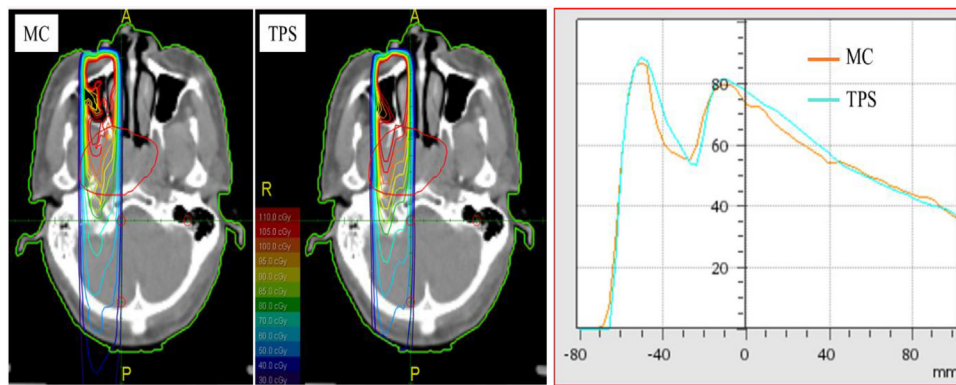 MC
A
R
P
TPS
A
110.0 cGy
105.0 cGy
100.0 cGy
95.0 cGy
90.0 cGy
85.0 cGy
80.0 cGy
70.0 cGy
60.0 cGy
50.0 cGy
40.0 cGy
30.0 cGy
P
MC
TPS
80
60
40
20
-80 -40 0 40 80
mm